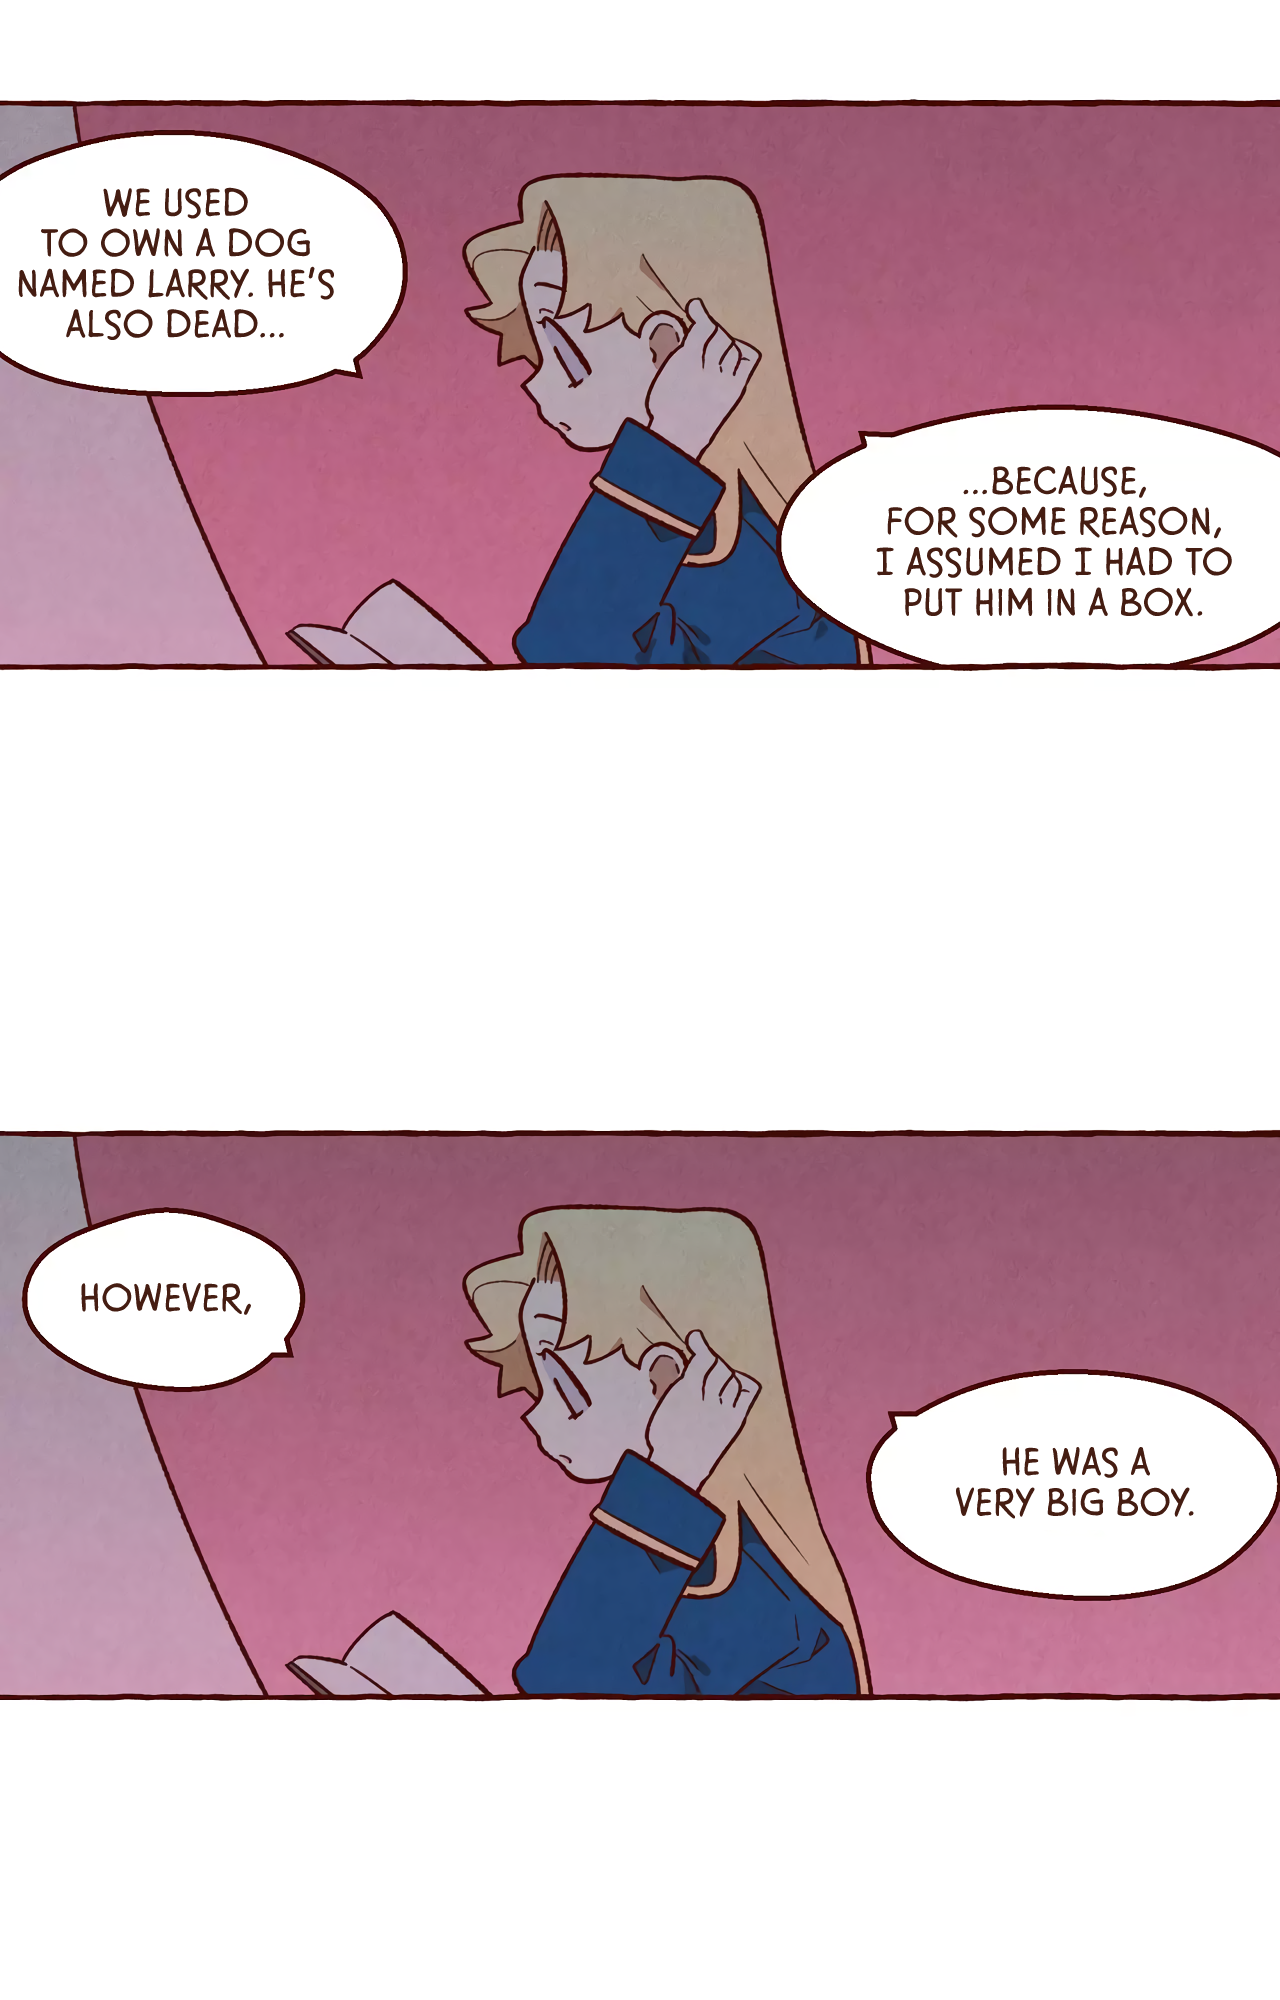 WE USED
TO OWN A DOG
NAMED LARRY. HE'S
ALSO DEAD...
...BECAUSE,
FOR SOME REASON,
I ASSUMED I HAD TO
PUT HIM IN A BOX.
HOWEVER,
HE WAS A
VERY BIG BOY.